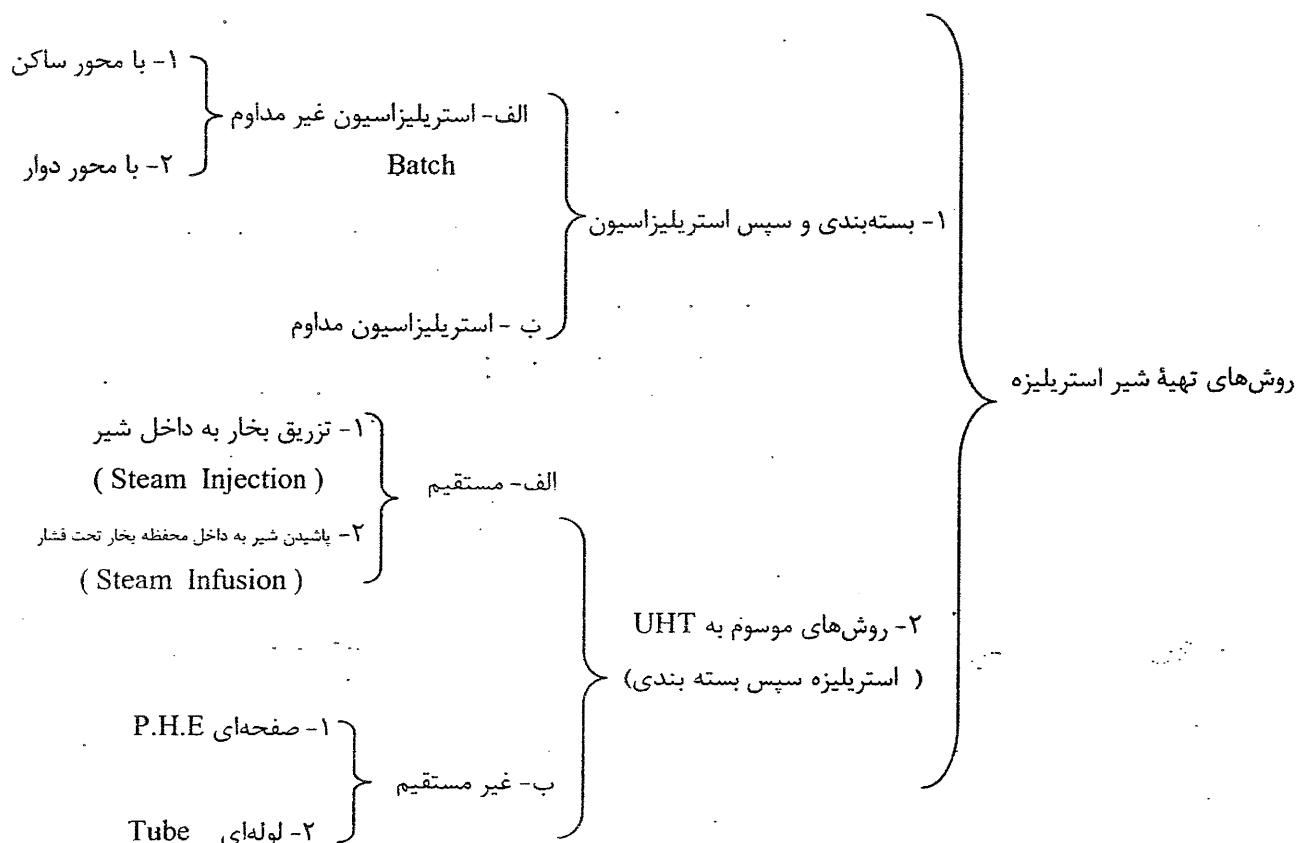 روش‌های تهیۀ شیر استریلیزه
۱- بسته‌بندی و سپس استریلیزاسیون
الف- استریلیزاسیون غیر مداوم
Batch
۱- با محور ساکن
۲- با محور دوار
ب - استریلیزاسیون مداوم
۲- روش‌های موسوم به UHT
( استریلیزه سپس بسته بندی)
الف- مستقیم
۱- تزریق بخار به داخل شیر
( Steam Injection )
۲- پاشیدن شیر به داخل محفظه بخار تحت فشار
( Steam Infusion )
ب- غیر مستقیم
۱- صفحه‌ای P.H.E
۲- لوله‌ای Tube